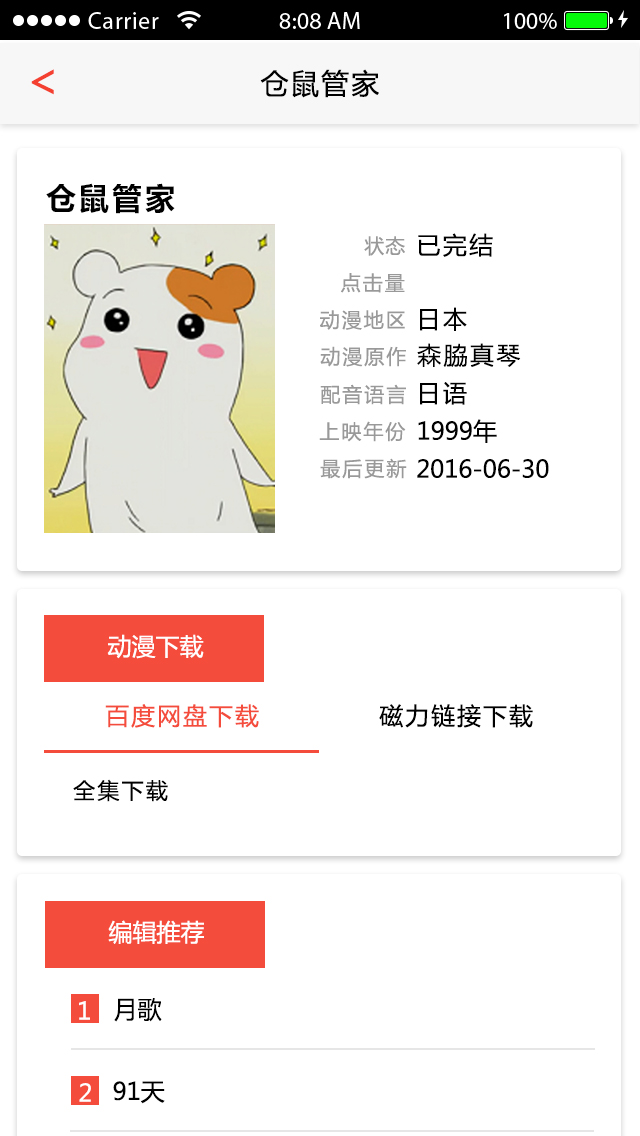 Carrier 8:08 AM 100%
< 仓鼠管家
仓鼠管家
状态 已完结
点击量
动漫地区 日本
动漫原作 森脇真琴
配音语言 日语
上映年份 1999年
最后更新 2016-06-30
动漫下载
百度网盘下载 磁力链接下载
全集下载
编辑推荐
1 月歌
2 91天